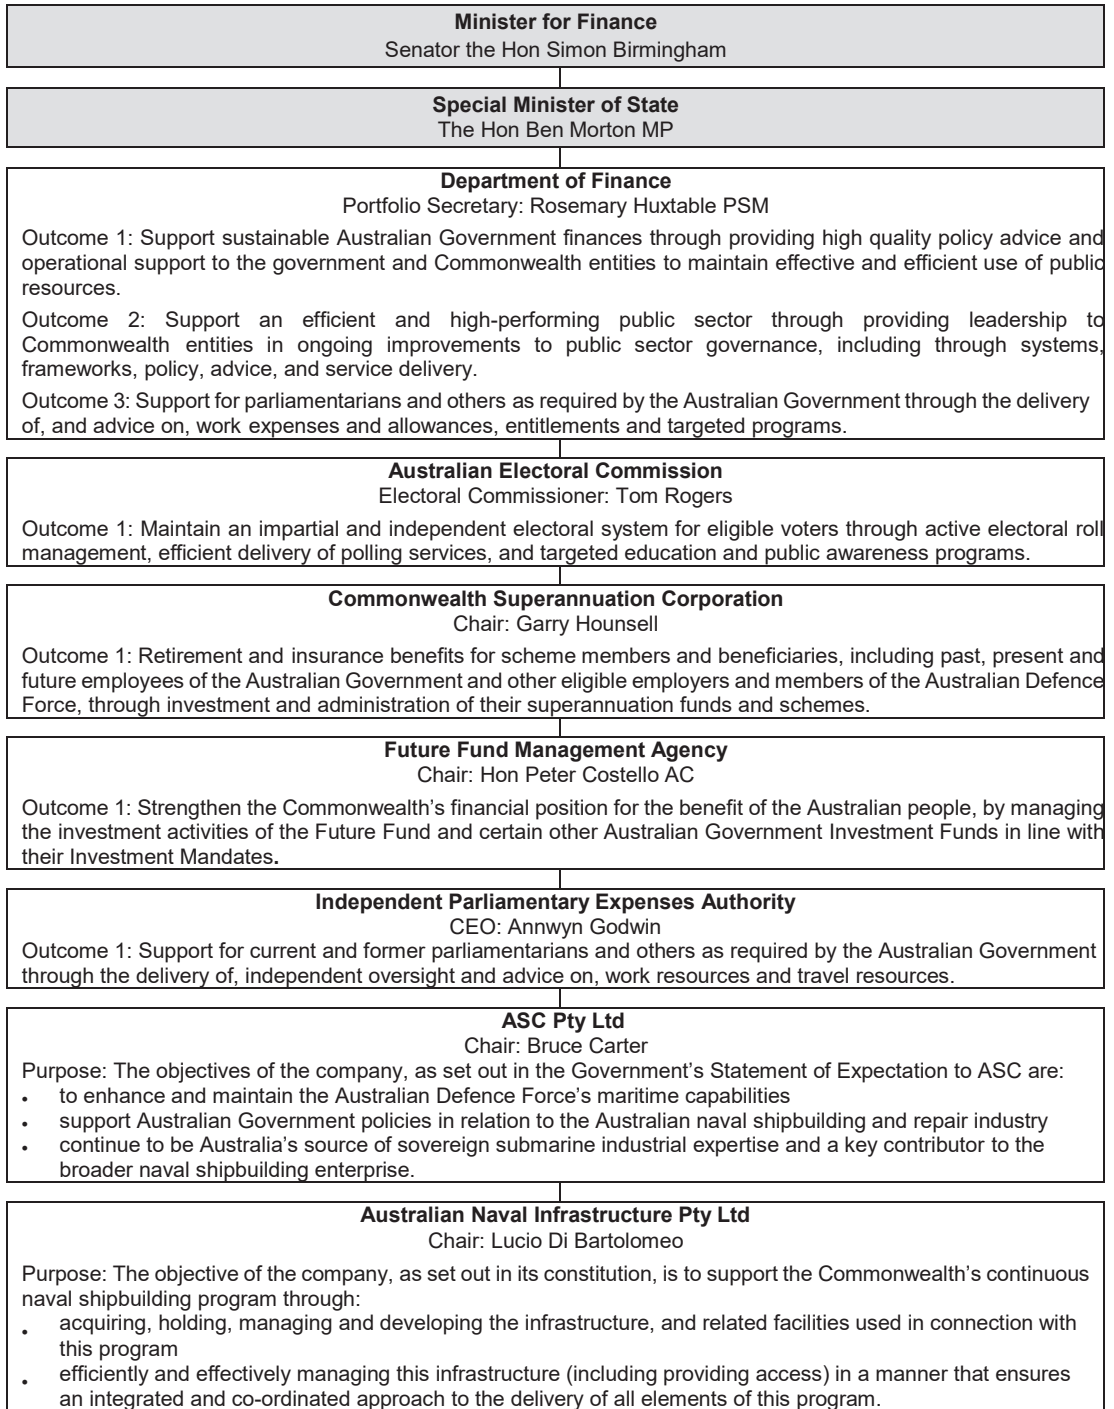 Minister for Finance
Senator the Hon Simon Birmingham
Special Minister of State
The Hon Ben Morton MP
Department of Finance
Portfolio Secretary: Rosemary Huxtable PSM
Outcome 1: Support sustainable Australian Government finances through providing high quality policy advice and
operational support to the government and Commonwealth entities to maintain effective and efficient use of public
resources.
Outcome 2: Support an efficient and high-performing public sector through providing leadership to
Commonwealth entities in ongoing improvements to public sector governance, including through systems,
frameworks, policy, advice, and service delivery.
Outcome 3: Support for parliamentarians and others as required by the Australian Government through the delivery
of, and advice on, work expenses and allowances, entitlements and targeted programs.
Australian Electoral Commission
Electoral Commissioner: Tom Rogers
Outcome 1: Maintain an impartial and independent electoral system for eligible voters through active electoral roll
management, efficient delivery of polling services, and targeted education and public awareness programs.
Commonwealth Superannuation Corporation
Chair: Garry Hounsell
Outcome 1: Retirement and insurance benefits for scheme members and beneficiaries, including past, present and
future employees of the Australian Government and other eligible employers and members of the Australian Defence
Force, through investment and administration of their superannuation funds and schemes.
Future Fund Management Agency
Chair: Hon Peter Costello AC
Outcome 1: Strengthen the Commonwealth’s financial position for the benefit of the Australian people, by managing
the investment activities of the Future Fund and certain other Australian Government Investment Funds in line with
their Investment Mandates.
Independent Parliamentary Expenses Authority
CEO: Annwyn Godwin
Outcome 1: Support for current and former parliamentarians and others as required by the Australian Government
through the delivery of, independent oversight and advice on, work resources and travel resources.
ASC Pty Ltd
Chair: Bruce Carter
Purpose: The objectives of the company, as set out in the Government’s Statement of Expectation to ASC are:
• to enhance and maintain the Australian Defence Force’s maritime capabilities
• support Australian Government policies in relation to the Australian naval shipbuilding and repair industry
• continue to be Australia’s source of sovereign submarine industrial expertise and a key contributor to the
broader naval shipbuilding enterprise.
Australian Naval Infrastructure Pty Ltd
Chair: Lucio Di Bartolomeo
Purpose: The objective of the company, as set out in its constitution, is to support the Commonwealth’s continuous
naval shipbuilding program through:
• acquiring, holding, managing and developing the infrastructure, and related facilities used in connection with
this program
• efficiently and effectively managing this infrastructure (including providing access) in a manner that ensures
an integrated and co-ordinated approach to the delivery of all elements of this program.